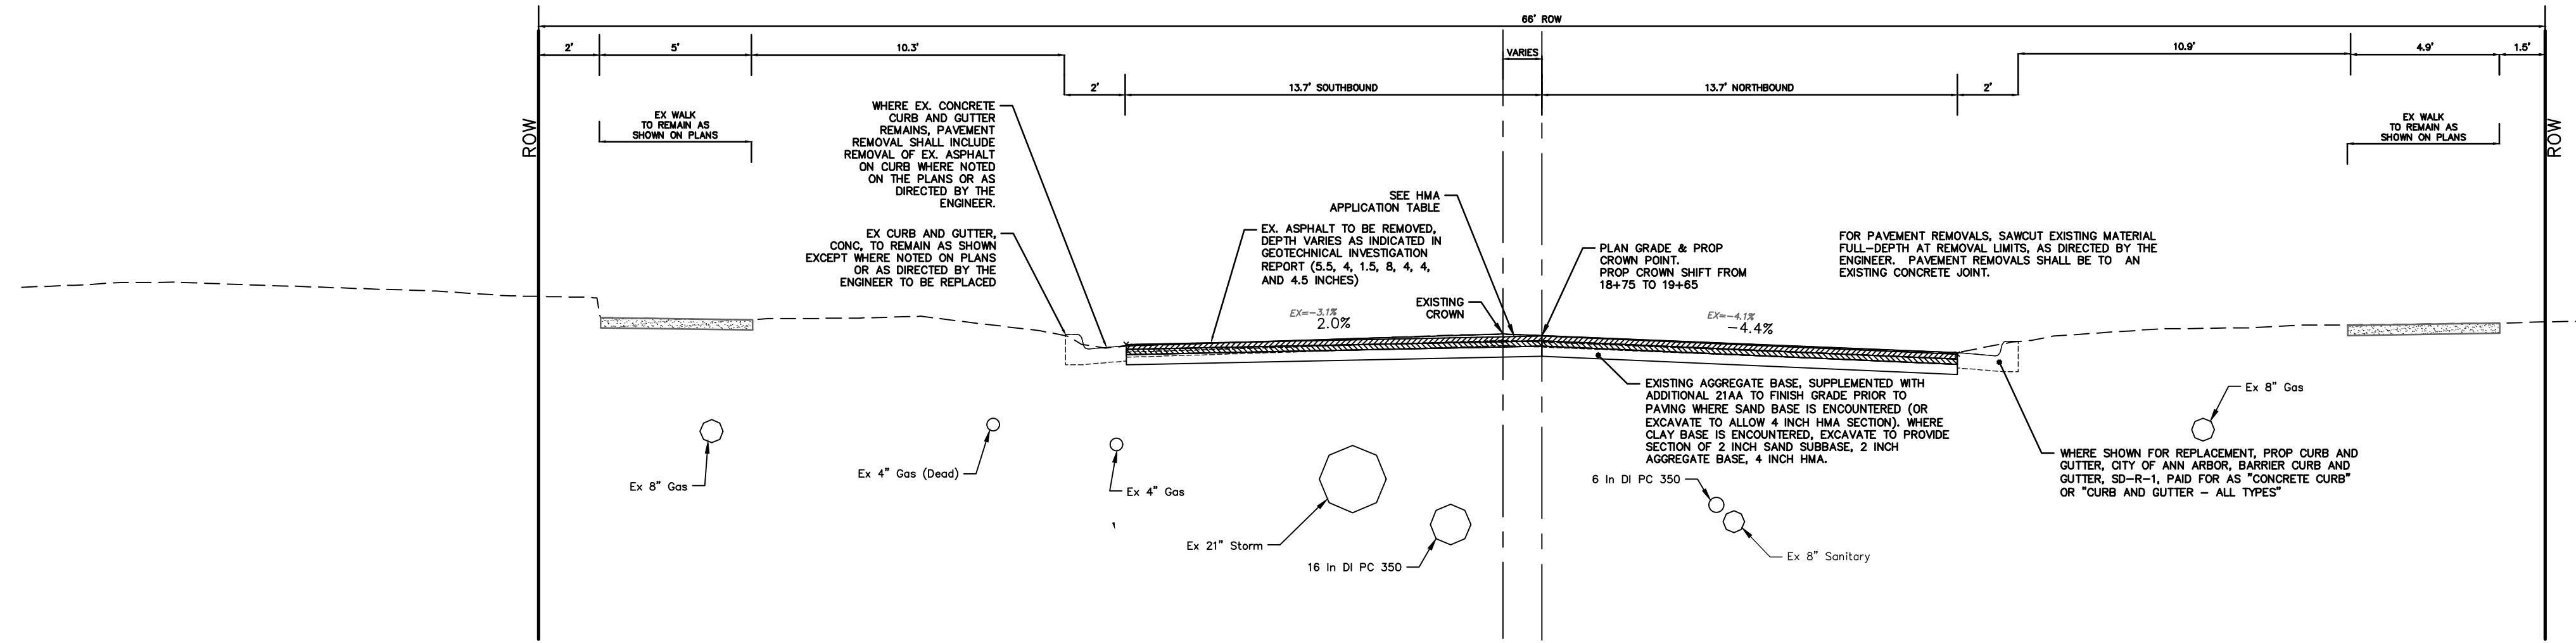 66' ROW
2'
5'
10.3'
VARIES
10.9'
4.9'
1.5'
2'
13.7' SOUTHBOUND
13.7' NORTHBOUND
2'
ROW
EX WALK
TO REMAIN AS
SHOWN ON PLANS
WHERE EX. CONCRETE
CURB AND GUTTER
REMAINS, PAVEMENT
REMOVAL SHALL INCLUDE
REMOVAL OF EX. ASPHALT
ON CURB WHERE NOTED
ON THE PLANS OR AS
DIRECTED BY THE
ENGINEER.
EX CURB AND GUTTER,
CONC, TO REMAIN AS SHOWN
EXCEPT WHERE NOTED ON PLANS
OR AS DIRECTED BY THE
ENGINEER TO BE REPLACED
SEE HMA
APPLICATION TABLE
EX. ASPHALT TO BE REMOVED,
DEPTH VARIES AS INDICATED IN
GEOTECHNICAL INVESTIGATION
REPORT (5.5, 4, 1.5, 8, 4, 4,
AND 4.5 INCHES)
EXISTING
CROWN
EX=-3.1%
2.0%
PLAN GRADE & PROP
CROWN POINT.
PROP CROWN SHIFT FROM
18+75 TO 19+65
EX=-4.1%
-4.4%
FOR PAVEMENT REMOVALS, SAWCUT EXISTING MATERIAL
FULL-DEPTH AT REMOVAL LIMITS, AS DIRECTED BY THE
ENGINEER. PAVEMENT REMOVALS SHALL BE TO AN
EXISTING CONCRETE JOINT.
EX WALK
TO REMAIN AS
SHOWN ON PLANS
ROW
EXISTING AGGREGATE BASE, SUPPLEMENTED WITH
ADDITIONAL 21AA TO FINISH GRADE PRIOR TO
PAVING WHERE SAND BASE IS ENCOUNTERED (OR
EXCAVATE TO ALLOW 4 INCH HMA SECTION). WHERE
CLAY BASE IS ENCOUNTERED, EXCAVATE TO PROVIDE
SECTION OF 2 INCH SAND SUBBASE, 2 INCH
AGGREGATE BASE, 4 INCH HMA.
WHERE SHOWN FOR REPLACEMENT, PROP CURB AND
GUTTER, CITY OF ANN ARBOR, BARRIER CURB AND
GUTTER, SD-R-1, PAID FOR AS "CONCRETE CURB"
OR "CURB AND GUTTER - ALL TYPES"
Ex 8" Gas
Ex 4" Gas (Dead)
Ex 4" Gas
Ex 21" Storm
16 In DI PC 350
6 In DI PC 350
Ex 8" Sanitary
Ex 8" Gas